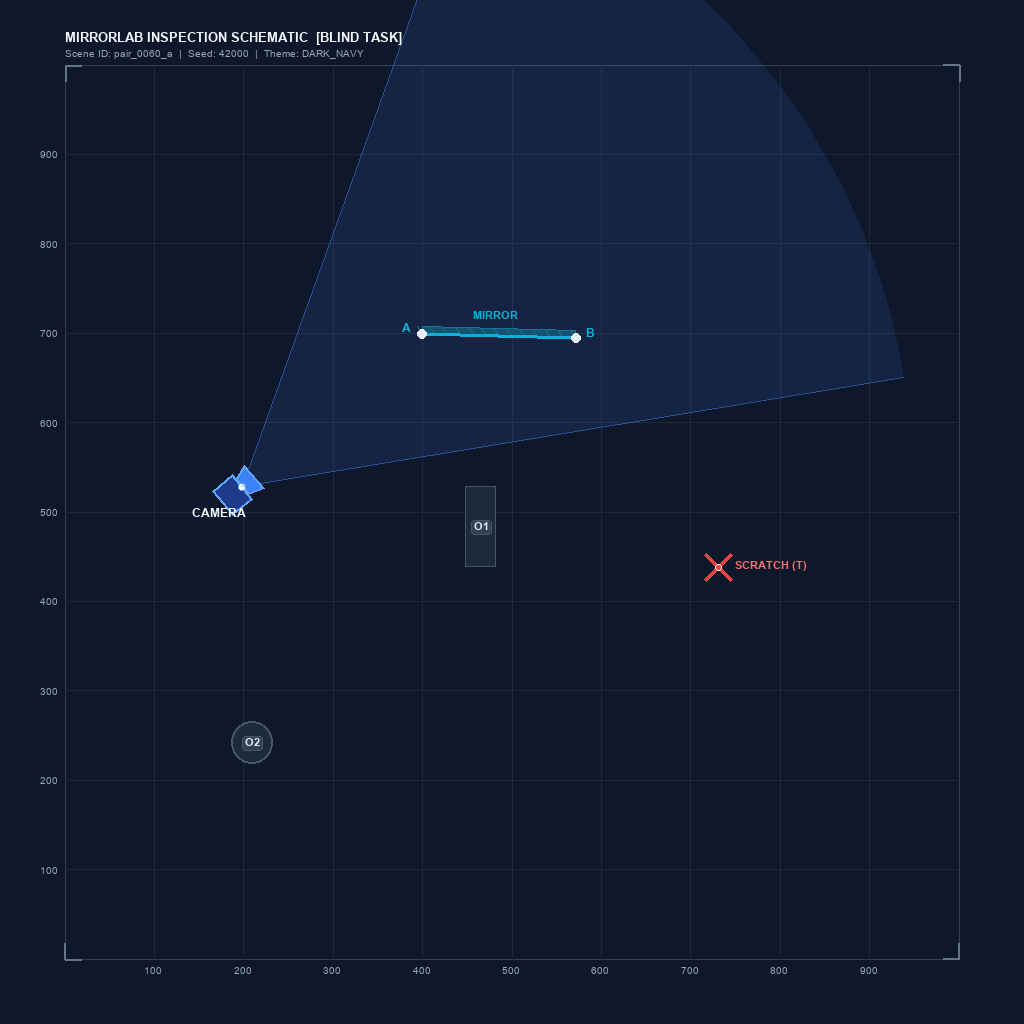 MIRRORLAB INSPECTION SCHEMATIC [BLIND TASK]
Scene ID: pair_0060_a | Seed: 42000 | Theme: DARK_NAVY
900
800
MIRROR
A
B
700
600
CAMERA
500
O1
SCRATCH (T)
400
300
O2
200
100
100 200 300 400 500 600 700 800 900